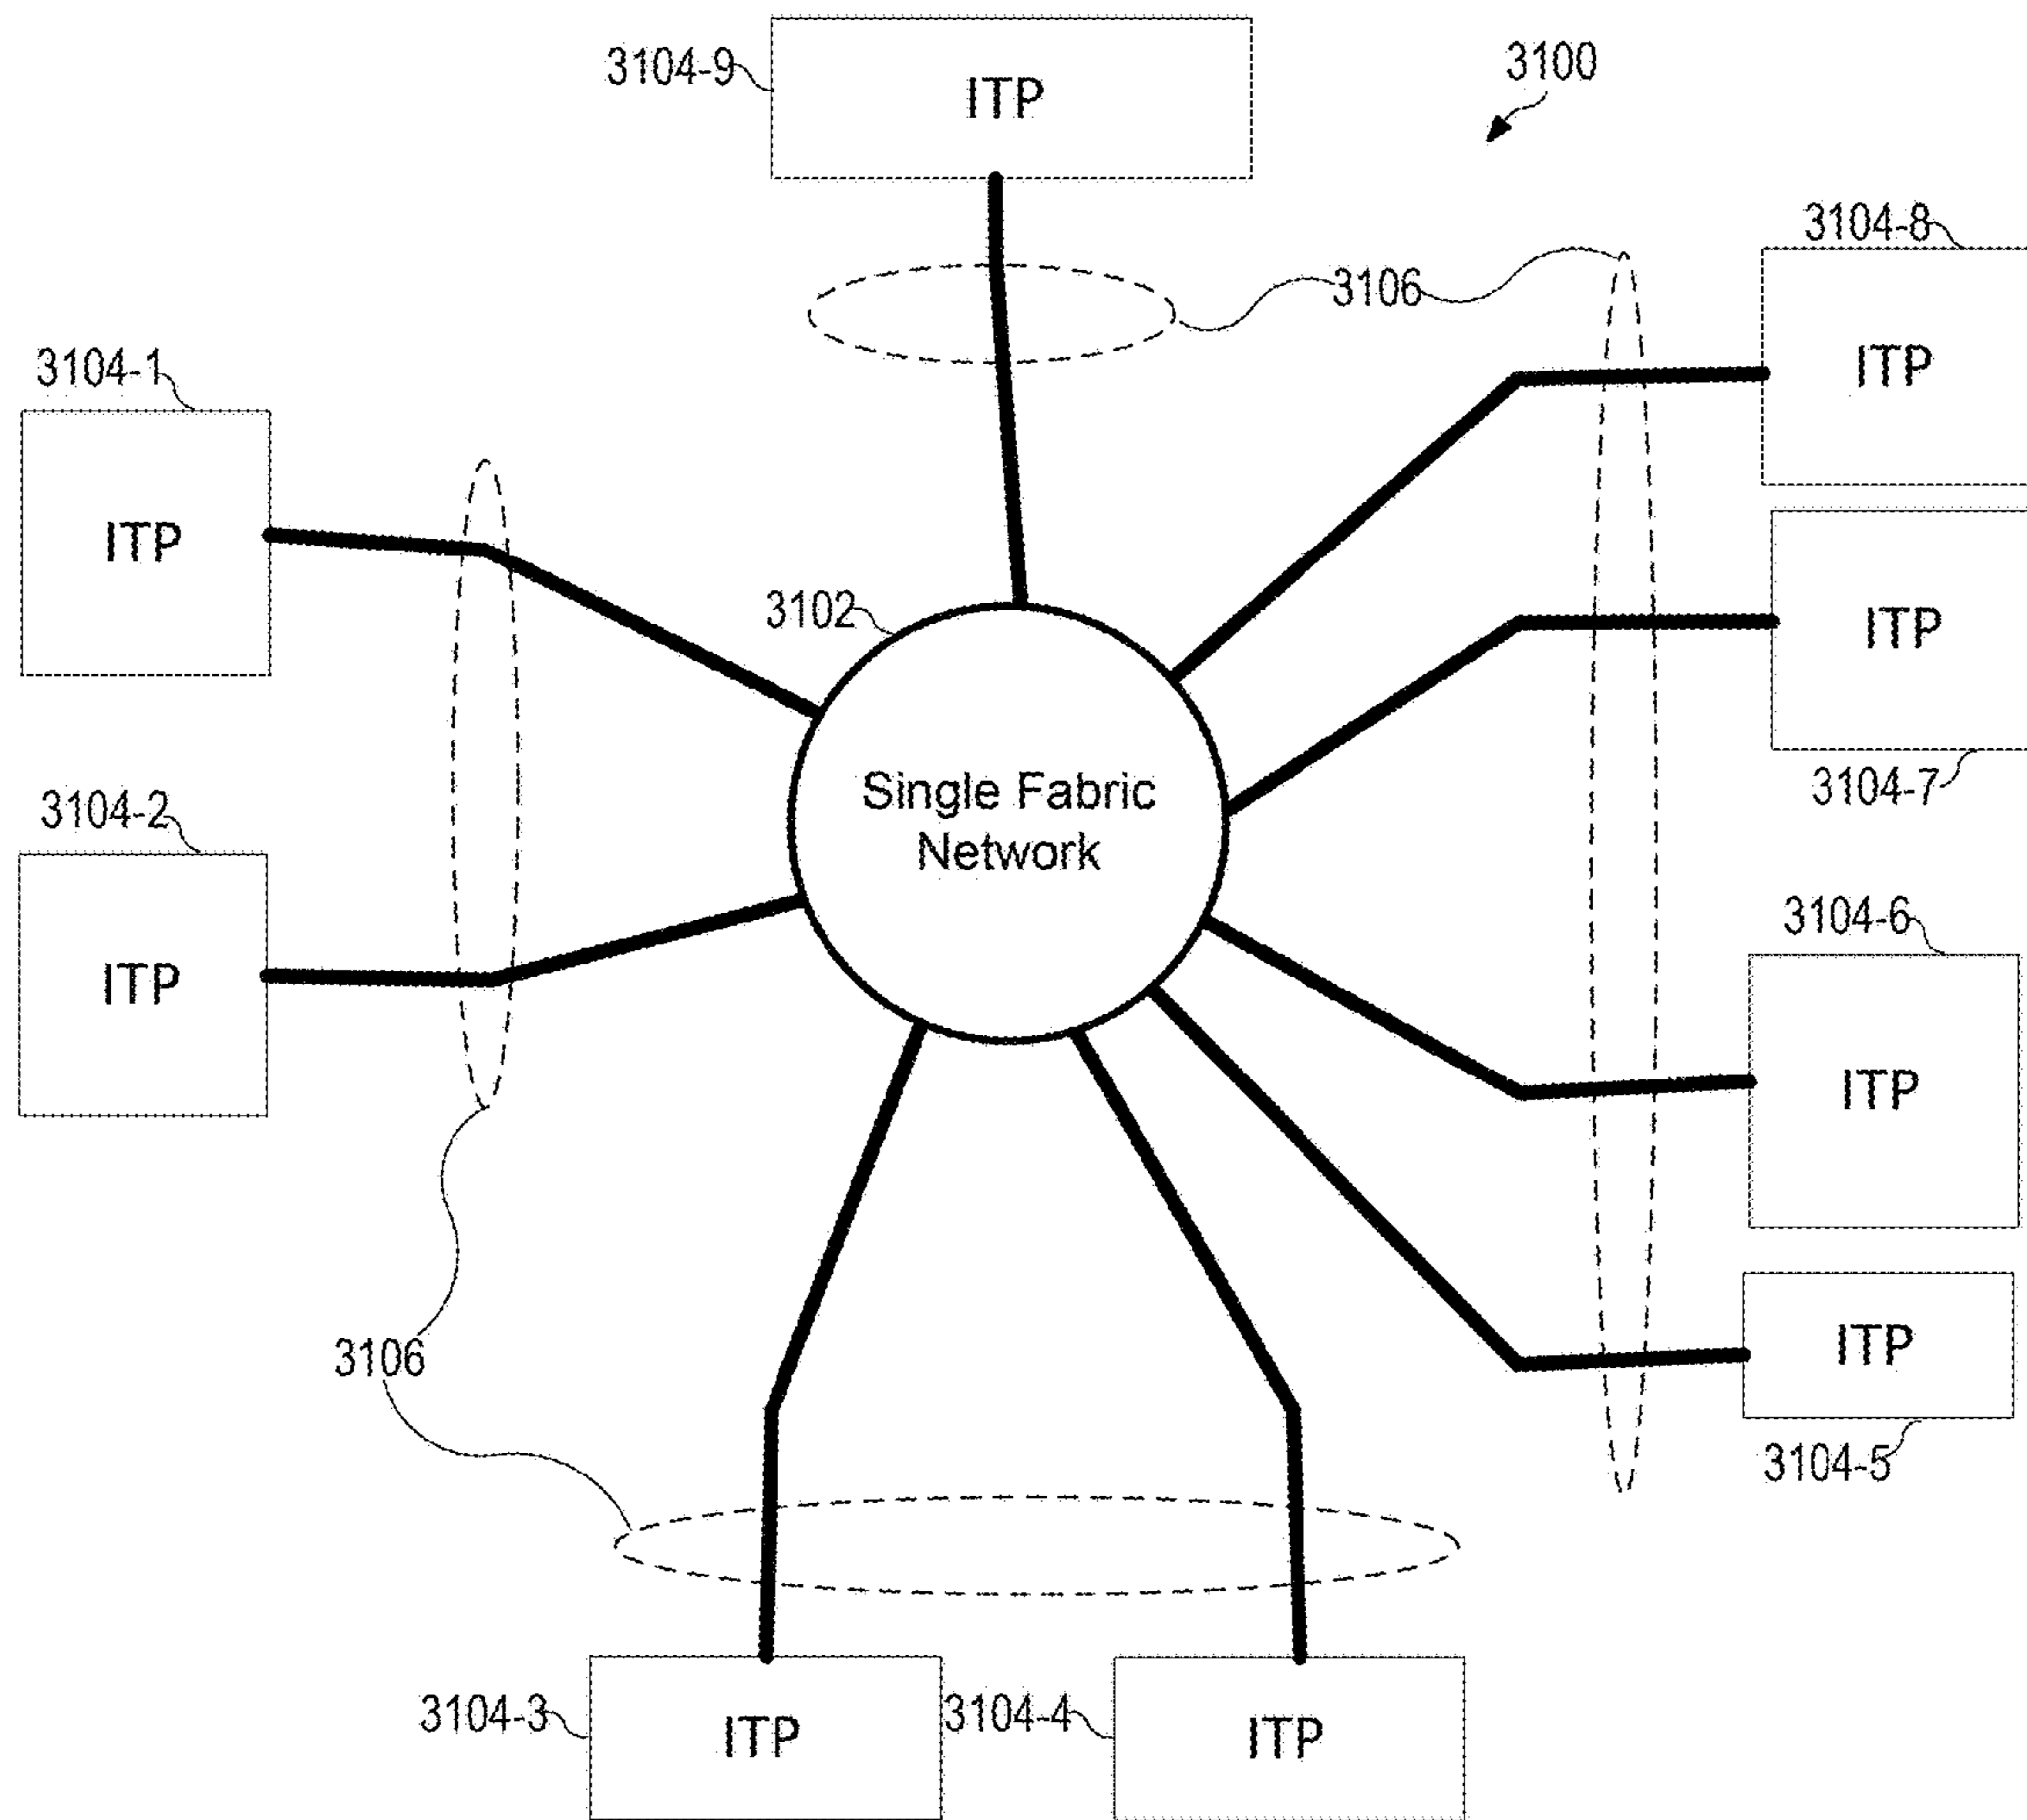 3104-9
ITP
3100
3104-8
3106
ITP
3104-1
ITP
ITP
3102
3104-7
Single Fabric
Network
3104-2
ITP
3104-6
ITP
3106
ITP
3104-5
3104-3
ITP
3104-4
ITP